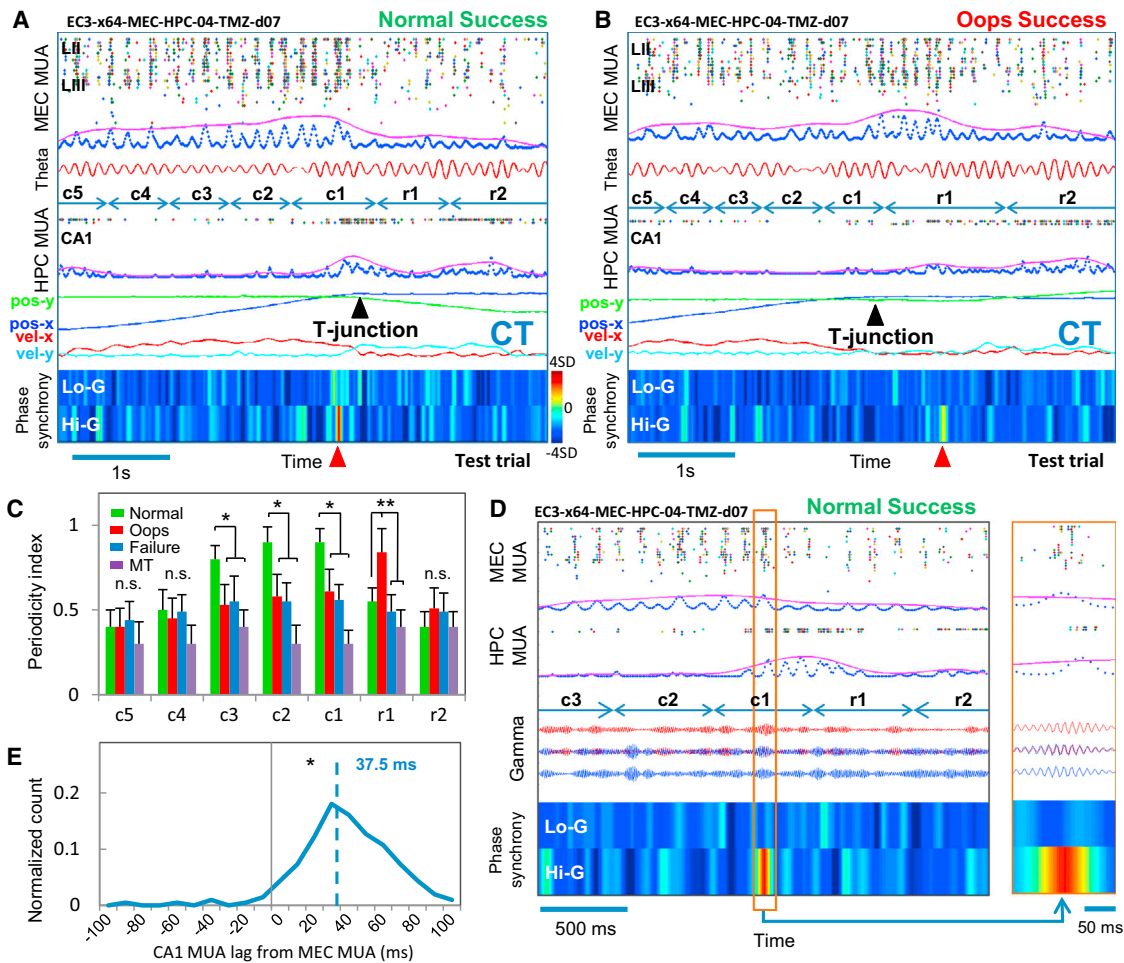 A
EC3-x64-MEC-HPC-04-TMZ-d07
Normal Success
MEC MUA
LII
LIII
Theta
c5 c4 c3 c2 c1 r1 r2
HPC MUA
CA1
pos-y
pos-x
T-junction
CT
vel-x
vel-y
4SD
0
-4SD
Phase synchrony
Lo-G
Hi-G
1s
Time
Test trial
B
EC3-x64-MEC-HPC-04-TMZ-d07
Oops Success
MEC MUA
LII
LIII
Theta
c5 c4 c3 c2 c1 r1 r2
HPC MUA
CA1
pos-y
pos-x
T-junction
CT
vel-x
vel-y
Phase synchrony
Lo-G
Hi-G
1s
Time
Test trial
C
Normal
Oops
Failure
MT
Periodicity index
1
0.5
0
n.s. n.s. * * * ** n.s.
c5 c4 c3 c2 c1 r1 r2
D
EC3-x64-MEC-HPC-04-TMZ-d07
Normal Success
MEC MUA
HPC MUA
c3 c2 c1 r1 r2
Gamma
Phase synchrony
Lo-G
Hi-G
500 ms
Time
50 ms
E
* 37.5 ms
Normalized count
0.2
0.1
0
-100 -80 -60 -40 -20 0 20 40 60 80 100
CA1 MUA lag from MEC MUA (ms)